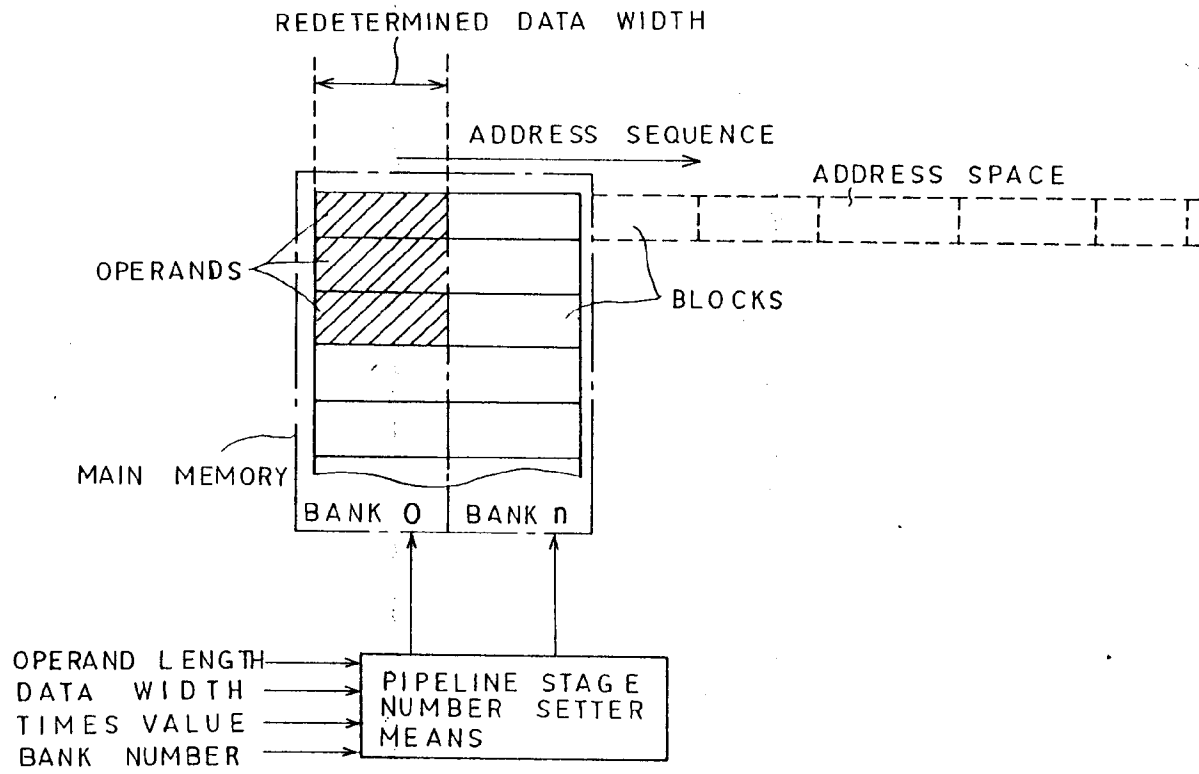 REDETERMINED DATA WIDTH
ADDRESS SEQUENCE
ADDRESS SPACE
OPERANDS
BLOCKS
MAIN MEMORY
BANK 0
BANK n
OPERAND LENGTH
DATA WIDTH
TIMES VALUE
BANK NUMBER
PIPELINE STAGE
NUMBER SETTER
MEANS